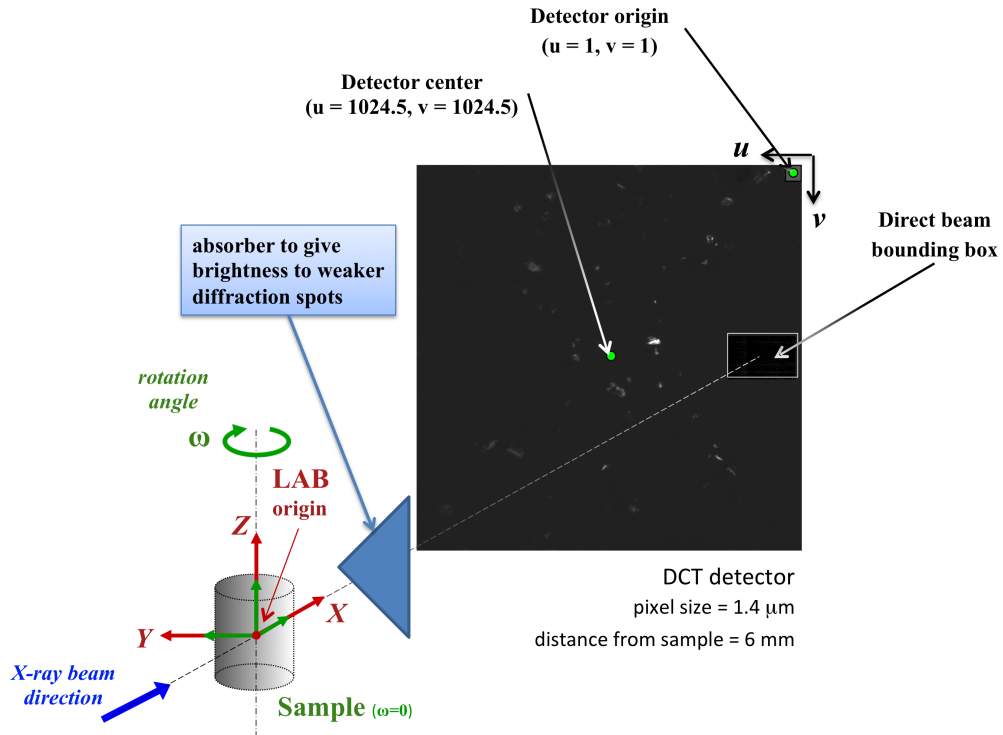 Detector origin
(u = 1, v = 1)
Detector center
(u = 1024.5, v = 1024.5)
u
v
Direct beam
bounding box
absorber to give
brightness to weaker
diffraction spots
rotation
angle
ω
LAB
origin
Z
X
Y
X-ray beam
direction
Sample (ω=0)
DCT detector
pixel size = 1.4 μm
distance from sample = 6 mm